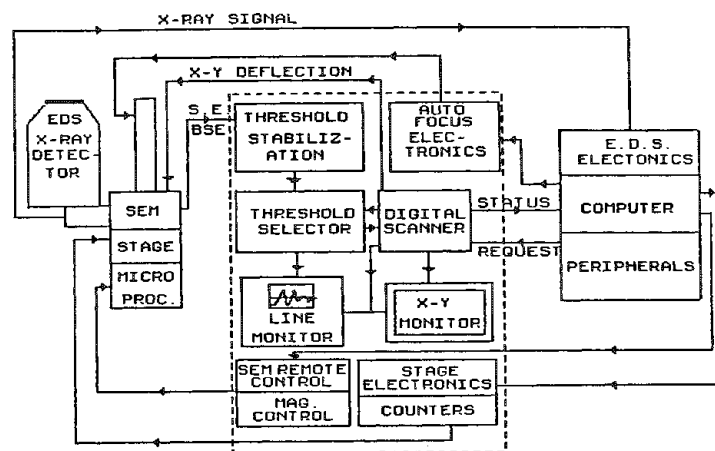 X-RAY SIGNAL
X-Y DEFLECTION
EDS
X-RAY
DETEC-
TOR
S.E.
BSE
THRESHOLD
STABILIZ-
ATION
AUTO
FOCUS
ELEC-
TRONICS
E.D.S.
ELECTONICS
COMPUTER
PERIPHERALS
SEM
STAGE
MICRO
PROC.
THRESHOLD
SELECTOR
DIGITAL
SCANNER
STATUS
REQUEST
LINE
MONITOR
X-Y
MONITOR
SEM REMOTE
CONTROL
MAG. CONTROL
STAGE
ELECTRONICS
COUNTERS